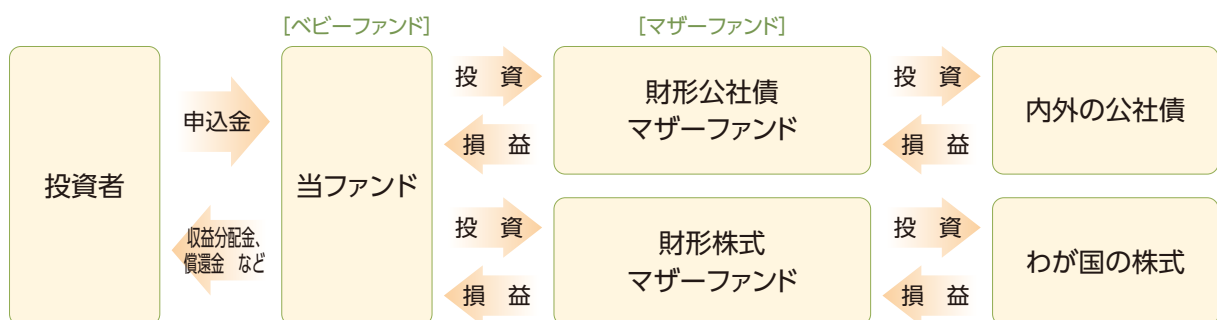 [ベビーファンド]
[マザーファンド]
投資者
申込金
収益分配金、
償還金 など
当ファンド
投 資
損 益
財形公社債
マザーファンド
投 資
損 益
内外の公社債
投 資
損 益
財形株式
マザーファンド
投 資
損 益
わが国の株式